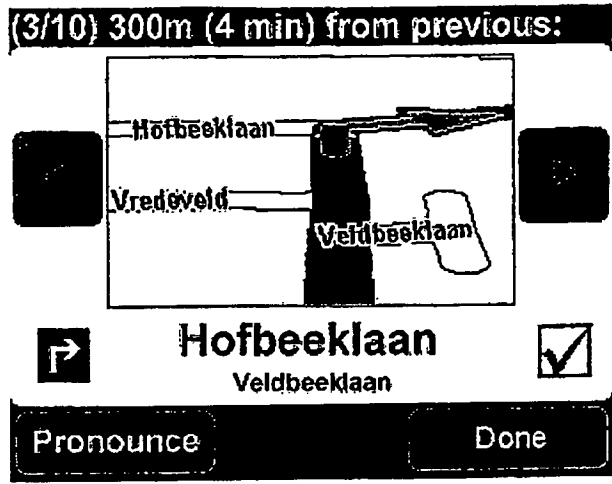 (3/10) 300m (4 min) from previous:
Hofbeeklaan
Vredeveld
Veldbeeklaan
Hofbeeklaan
Veldbeeklaan
Pronounce
Done